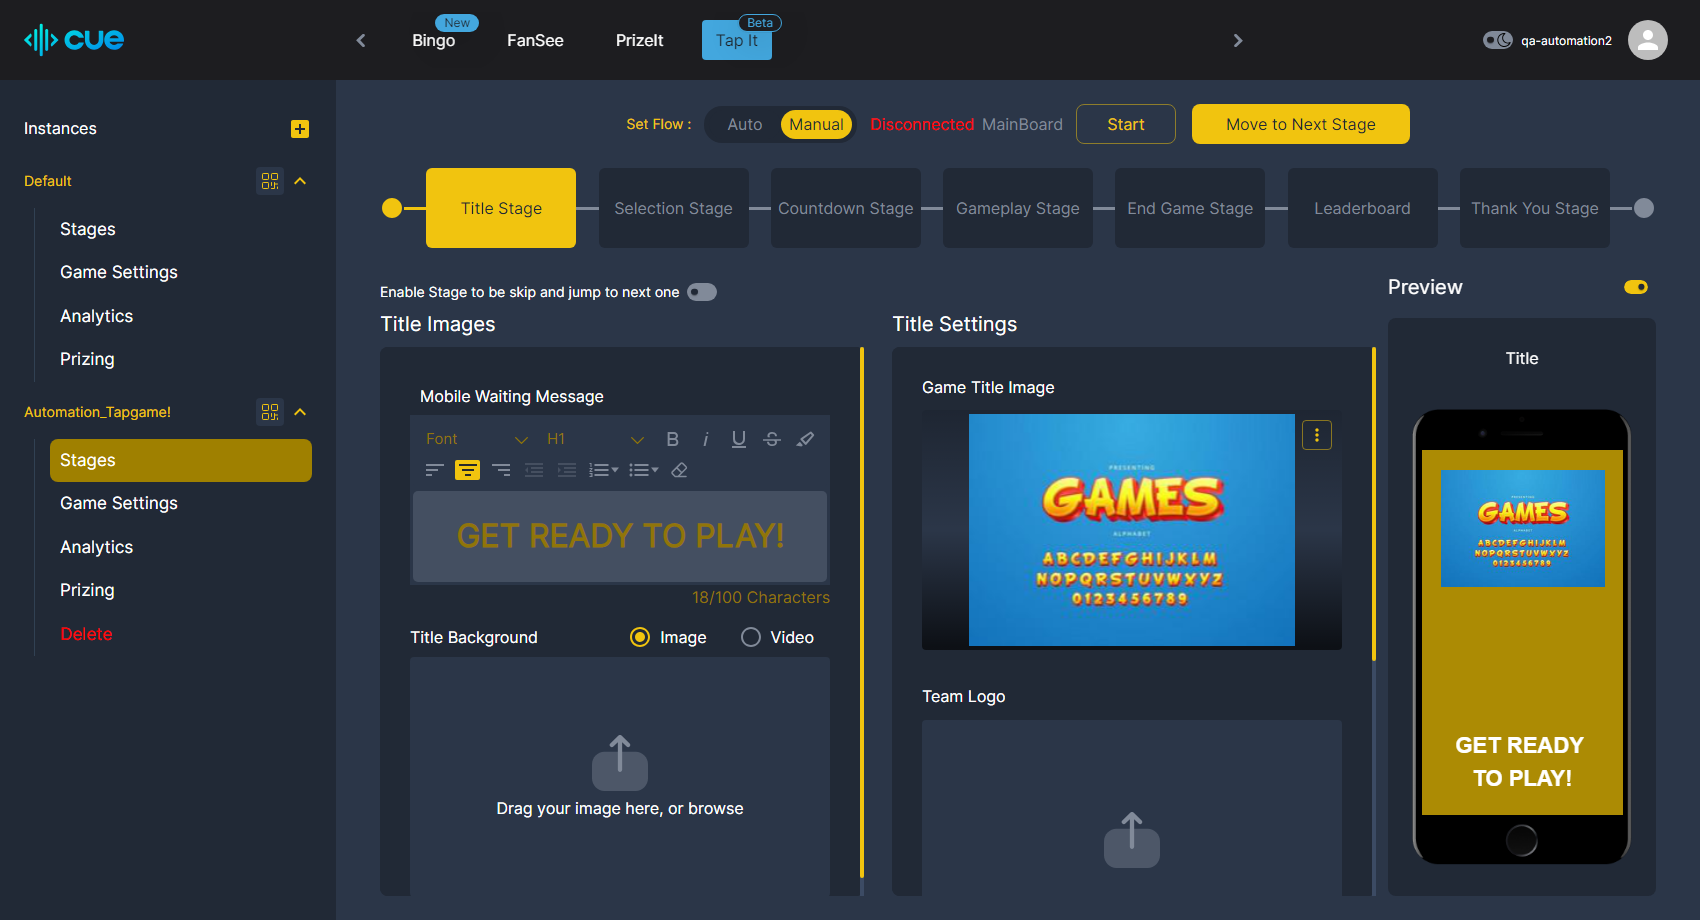 cue
New
Bingo
FanSee
PrizeIt
Beta
Tap It
qa-automation2
Instances
Default
Stages
Game Settings
Analytics
Prizing
Automation_Tapgame!
Stages
Game Settings
Analytics
Prizing
Delete
Set Flow :
Auto
Manual
Disconnected MainBoard
Start
Move to Next Stage
Title Stage
Selection Stage
Countdown Stage
Gameplay Stage
End Game Stage
Leaderboard
Thank You Stage
Enable Stage to be skip and jump to next one
Title Images
Mobile Waiting Message
Font
H1
B i U S
GET READY TO PLAY!
18/100 Characters
Title Background
Image
Video
Drag your image here, or browse
Title Settings
Game Title Image
PRESENTING
GAMES
ALPHABET
ABCDEFGHIJKLM
NOPQRSTUVWXYZ
0123456789
Team Logo
Preview
Title
PRESENTING
GAMES
ALPHABET
ABCDEFGHIJKLM
NOPQRSTUVWXYZ
0123456789
GET READY
TO PLAY!